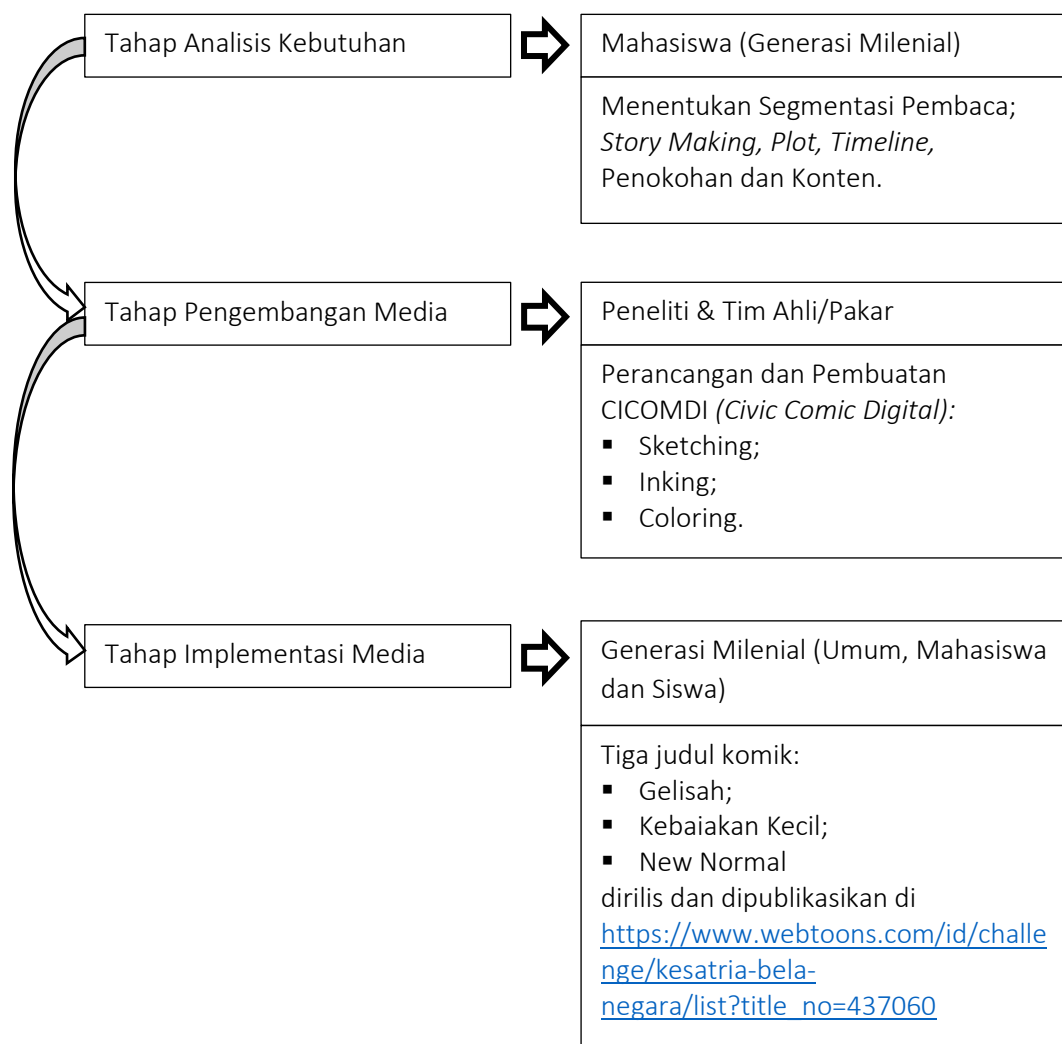 Tahap Analisis Kebutuhan
Mahasiswa (Generasi Milenial)
Menentukan Segmentasi Pembaca;
Story Making, Plot, Timeline,
Penokohan dan Konten.
Tahap Pengembangan Media
Peneliti & Tim Ahli/Pakar
Perancangan dan Pembuatan
CICOMDI (Civic Comic Digital):
▪ Sketching;
▪ Inking;
▪ Coloring.
Tahap Implementasi Media
Generasi Milenial (Umum, Mahasiswa
dan Siswa)
Tiga judul komik:
▪ Gelisah;
▪ Kebaiakan Kecil;
▪ New Normal
dirilis dan dipublikasikan di
https://www.webtoons.com/id/challe
nge/kesatria-bela-
negara/list?title_no=437060